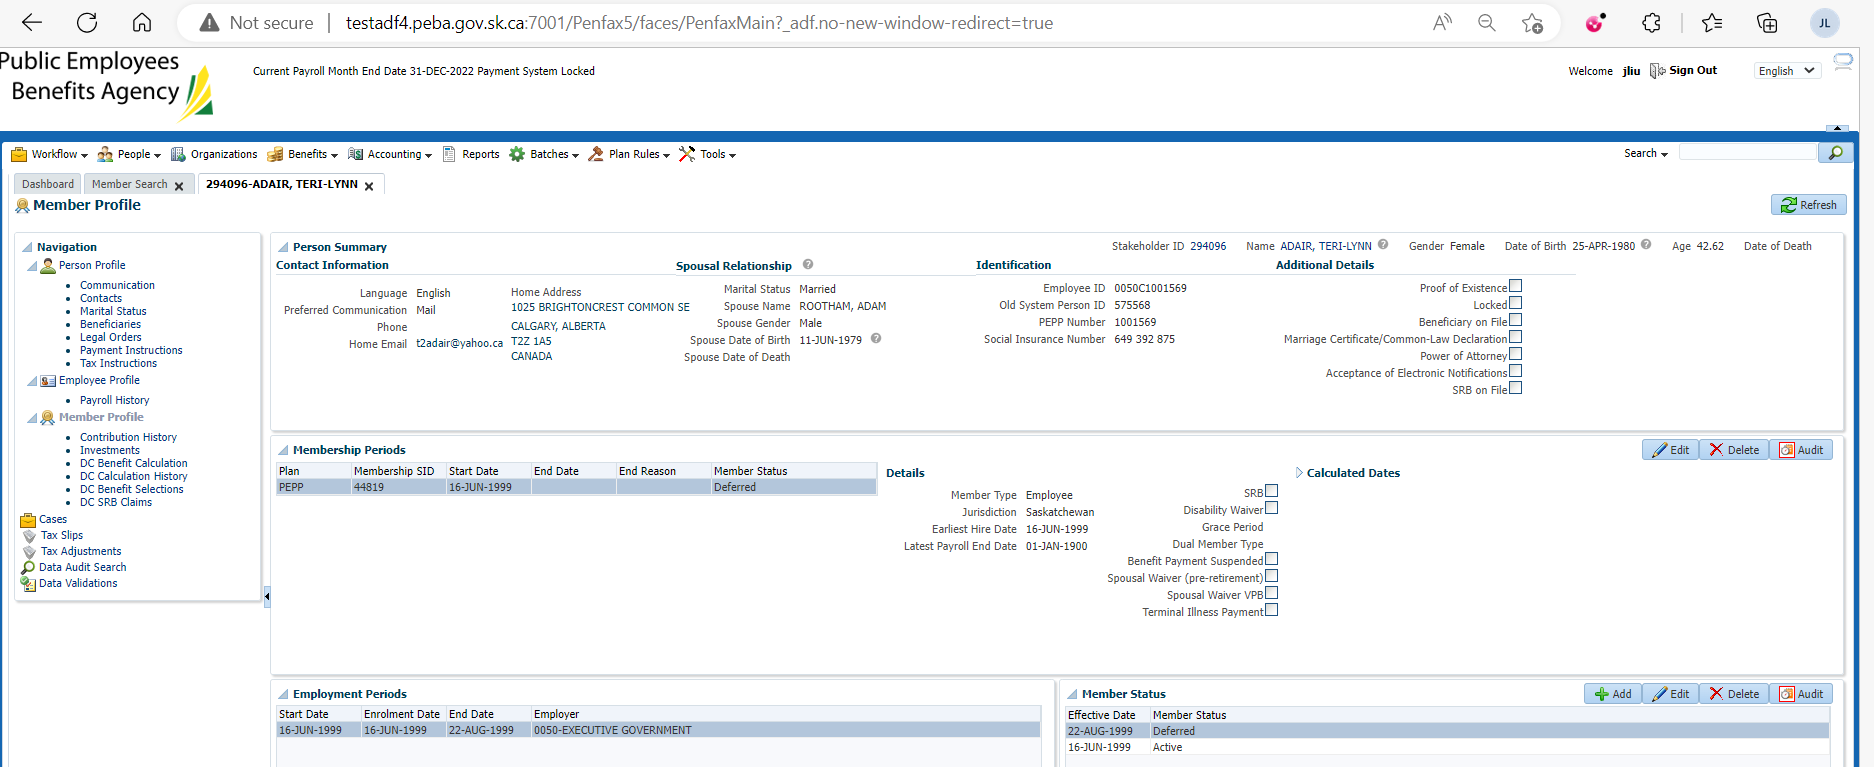 Not secure testadf4.peba.gov.sk.ca:7001/Penfax5/faces/PenfaxMain?_adf.no-new-window-redirect=true JL
Public Employees
Benefits Agency
Current Payroll Month End Date 31-DEC-2022 Payment System Locked
Welcome jliu Sign Out English
Workflow People Organizations Benefits Accounting Reports Batches Plan Rules Tools Search
Dashboard Member Search 294096-ADAIR, TERI-LYNN
Member Profile Refresh
Navigation
Person Profile
Communication
Contacts
Marital Status
Beneficiaries
Legal Orders
Payment Instructions
Tax Instructions
Employee Profile
Payroll History
Member Profile
Contribution History
Investments
DC Benefit Calculation
DC Calculation History
DC Benefit Selections
DC SRB Claims
Cases
Tax Slips
Tax Adjustments
Data Audit Search
Data Validations
Person Summary Stakeholder ID 294096 Name ADAIR, TERI-LYNN Gender Female Date of Birth 25-APR-1980 Age 42.62 Date of Death
Contact Information
Language English
Preferred Communication Mail
Phone
Home Email t2adair@yahoo.ca
Home Address
1025 BRIGHTONCREST COMMON SE
CALGARY, ALBERTA
T2Z 1A5
CANADA
Spousal Relationship
Marital Status Married
Spouse Name ROOTHAM, ADAM
Spouse Gender Male
Spouse Date of Birth 11-JUN-1979
Spouse Date of Death
Identification
Employee ID 0050C1001569
Old System Person ID 575568
PEPP Number 1001569
Social Insurance Number 649 392 875
Additional Details
Proof of Existence
Locked
Beneficiary on File
Marriage Certificate/Common-Law Declaration
Power of Attorney
Acceptance of Electronic Notifications
SRB on File
Membership Periods Edit Delete Audit
Plan Membership SID Start Date End Date End Reason Member Status
PEPP 44819 16-JUN-1999 Deferred
Details
Member Type Employee
Jurisdiction Saskatchewan
Earliest Hire Date 16-JUN-1999
Latest Payroll End Date 01-JAN-1900
SRB
Disability Waiver
Grace Period
Dual Member Type
Benefit Payment Suspended
Spousal Waiver (pre-retirement)
Spousal Waiver VPB
Terminal Illness Payment
Calculated Dates
Employment Periods
Start Date Enrolment Date End Date Employer
16-JUN-1999 16-JUN-1999 22-AUG-1999 0050-EXECUTIVE GOVERNMENT
Member Status Add Edit Delete Audit
Effective Date Member Status
22-AUG-1999 Deferred
16-JUN-1999 Active